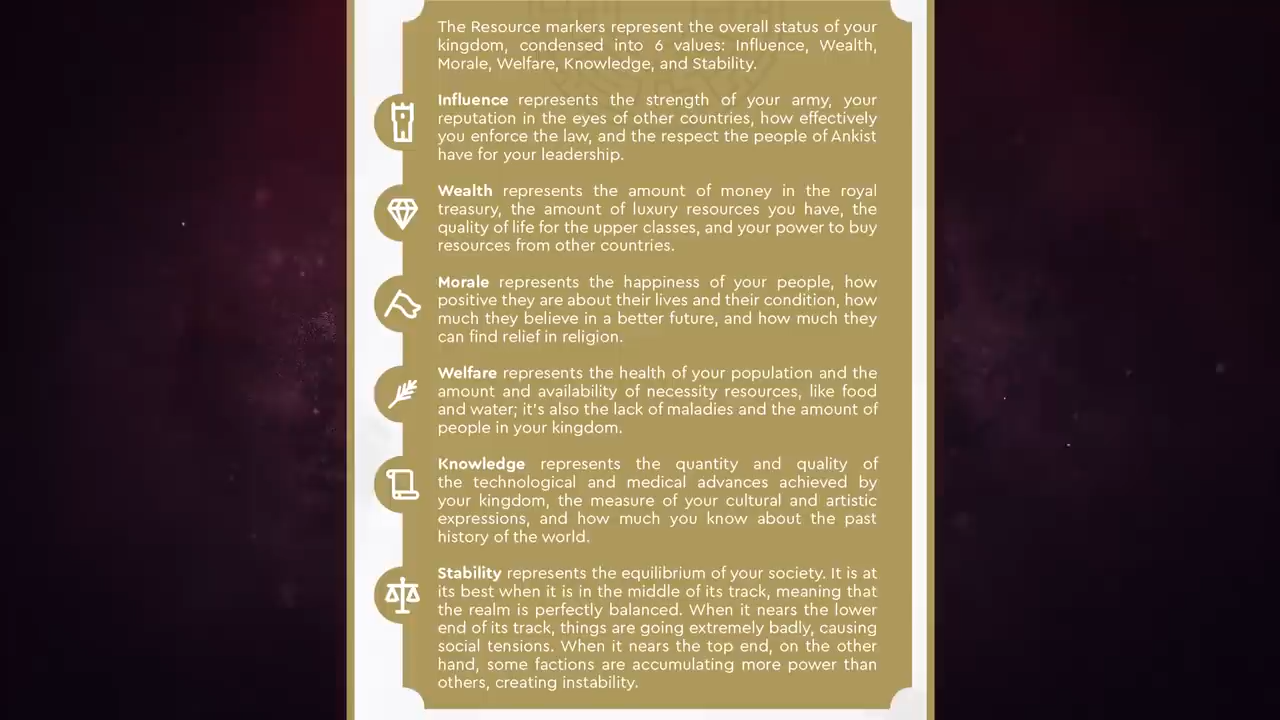 The Resource markers represent the overall status of your
kingdom, condensed into 6 values: Influence, Wealth,
Morale, Welfare, Knowledge, and Stability.
Influence represents the strength of your army, your
reputation in the eyes of other countries, how effectively
you enforce the law, and the respect the people of Ankist
have for your leadership.
Wealth represents the amount of money in the royal
treasury, the amount of luxury resources you have, the
quality of life for the upper classes, and your power to buy
resources from other countries.
Morale represents the happiness of your people, how
positive they are about their lives and their condition, how
much they believe in a better future, and how much they
can find relief in religion.
Welfare represents the health of your population and the
amount and availability of necessity resources, like food
and water; it's also the lack of maladies and the amount of
people in your kingdom.
Knowledge represents the quantity and quality of
the technological and medical advances achieved by
your kingdom, the measure of your cultural and artistic
expressions, and how much you know about the past
history of the world.
Stability represents the equilibrium of your society. It is at
its best when it is in the middle of its track, meaning that
the realm is perfectly balanced. When it nears the lower
end of its track, things are going extremely badly, causing
social tensions. When it nears the top end, on the other
hand, some factions are accumulating more power than
others, creating instability.